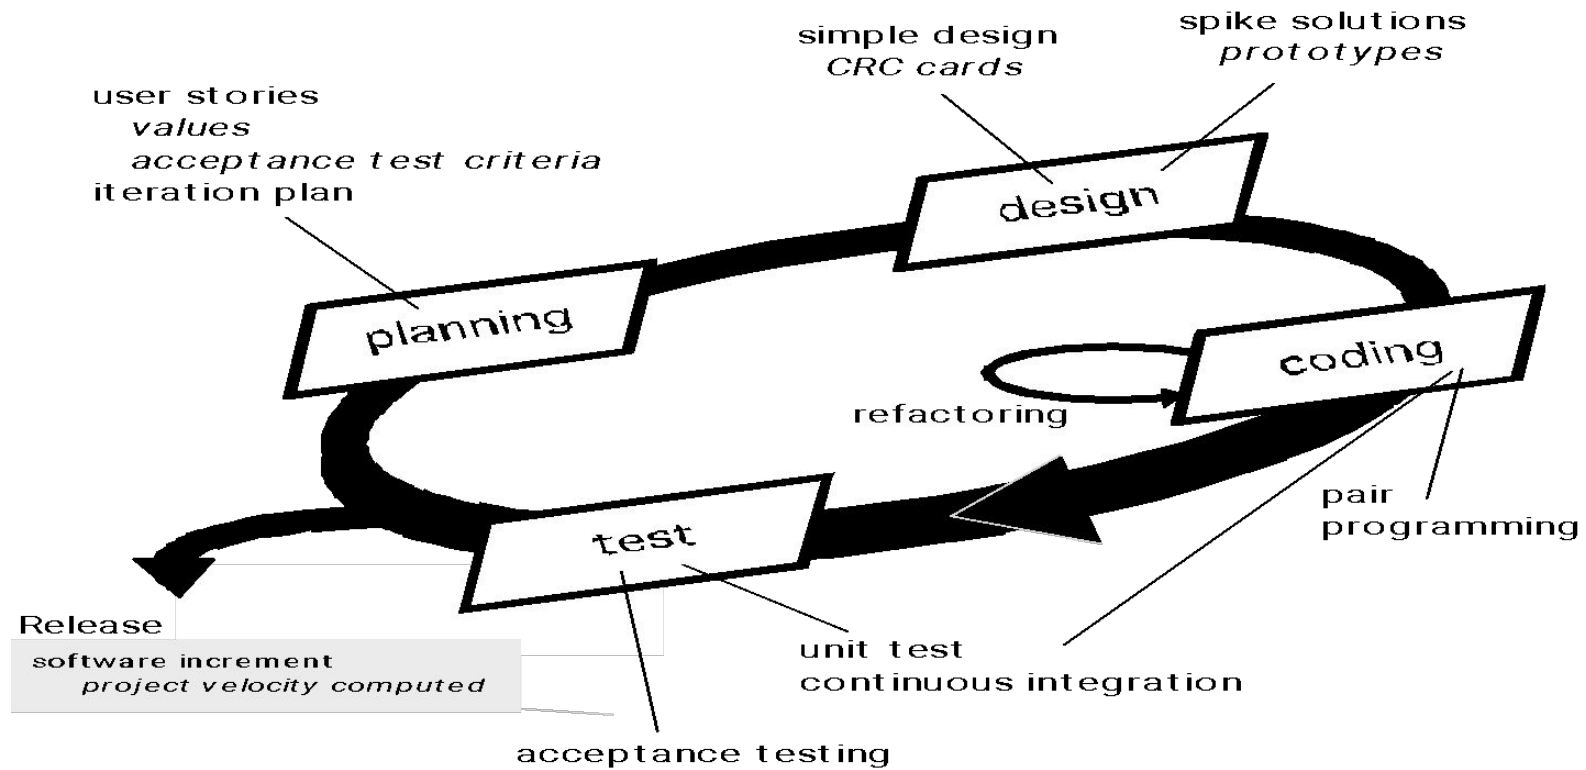 spike solutions
prototypes
simple design
CRC cards
user stories
values
acceptance test criteria
iteration plan
design
planning
coding
refactoring
test
pair
programming
Release
software increment
project velocity computed
unit test
continuous integration
acceptance testing